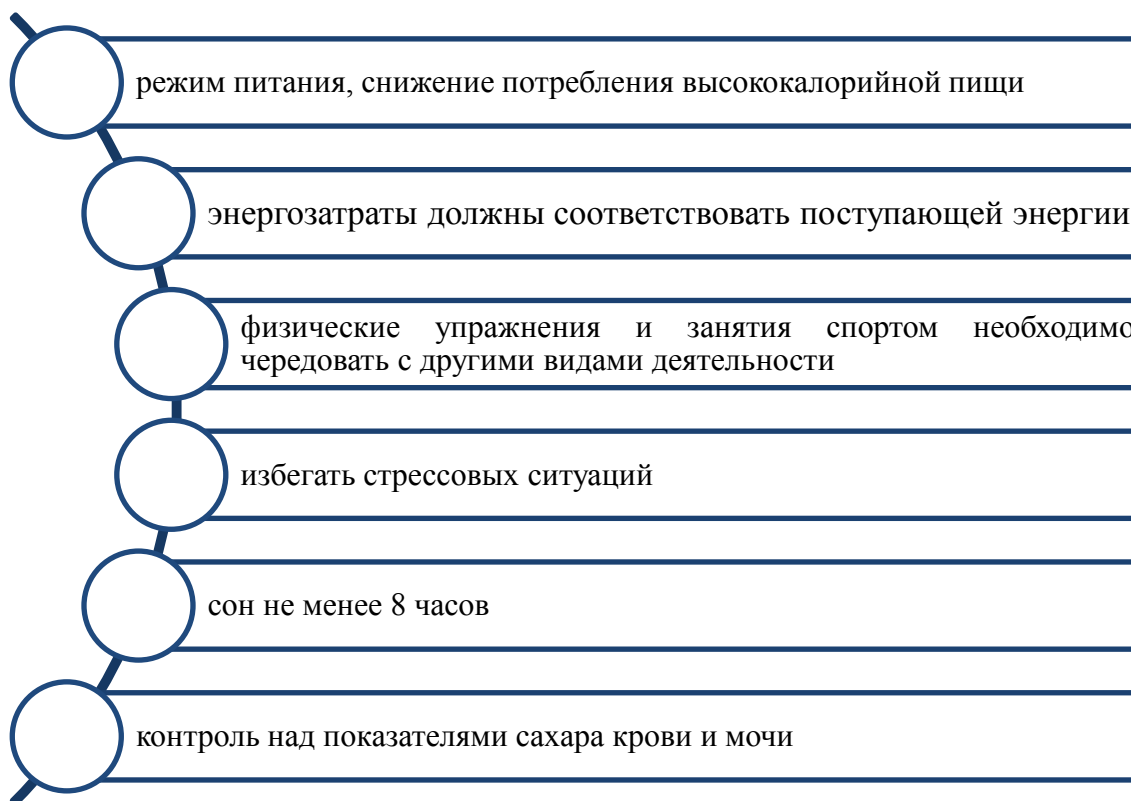 режим питания, снижение потребления высококалорийной пищи
энергозатраты должны соответствовать поступающей энергии
физические упражнения и занятия спортом необходимо
чередовать с другими видами деятельности
избегать стрессовых ситуаций
сон не менее 8 часов
контроль над показателями сахара крови и мочи